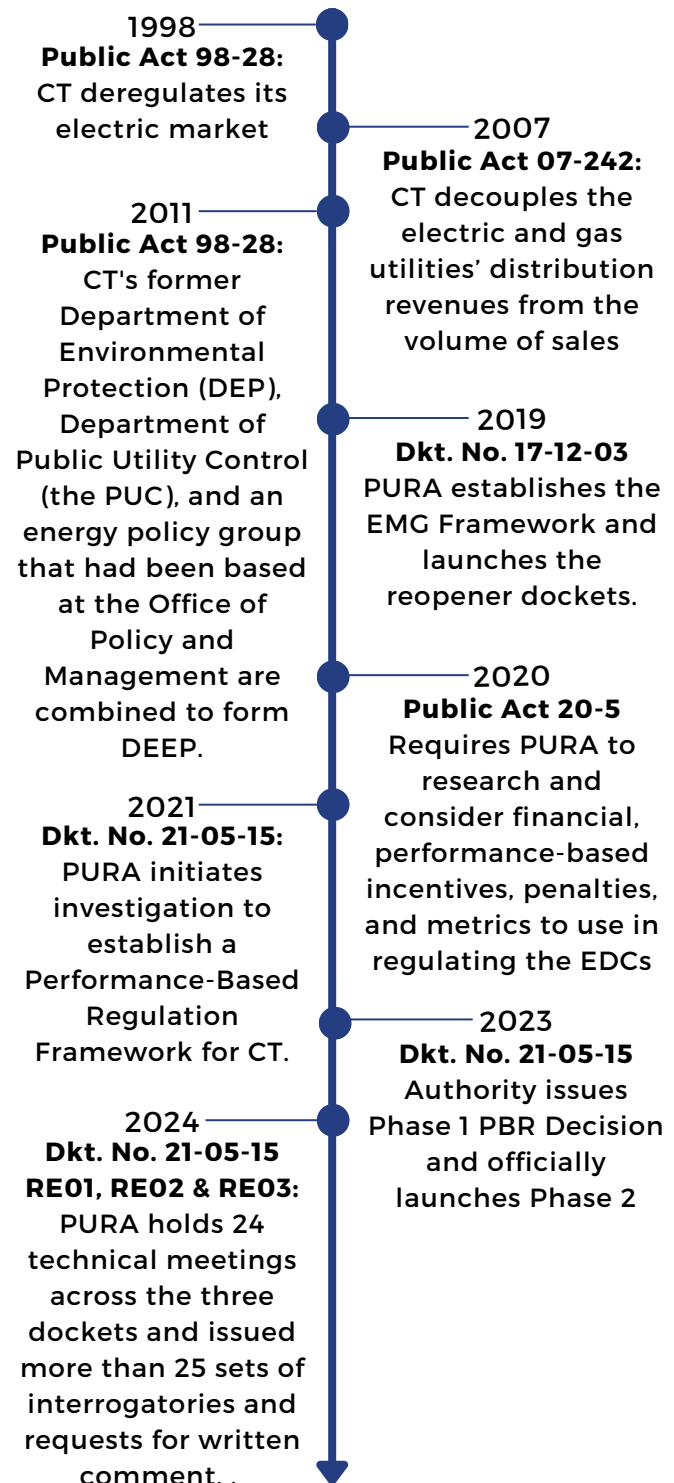 1998
Public Act 98-28:
CT deregulates its
electric market
2007
Public Act 07-242:
CT decouples the
electric and gas
utilities’ distribution
revenues from the
volume of sales
2011
Public Act 98-28:
CT's former
Department of
Environmental
Protection (DEP),
Department of
Public Utility Control
(the PUC), and an
energy policy group
that had been based
at the Office of
Policy and
Management are
combined to form
DEEP.
2019
Dkt. No. 17-12-03
PURA establishes the
EMG Framework and
launches the
reopener dockets.
2020
Public Act 20-5
Requires PURA to
research and
consider financial,
performance-based
incentives, penalties,
and metrics to use in
regulating the EDCs
2021
Dkt. No. 21-05-15:
PURA initiates
investigation to
establish a
Performance-Based
Regulation
Framework for CT.
2023
Dkt. No. 21-05-15
Authority issues
Phase 1 PBR Decision
and officially
launches Phase 2
2024
Dkt. No. 21-05-15
RE01, RE02 & RE03:
PURA holds 24
technical meetings
across the three
dockets and issued
more than 25 sets of
interrogatories and
requests for written
comment. .